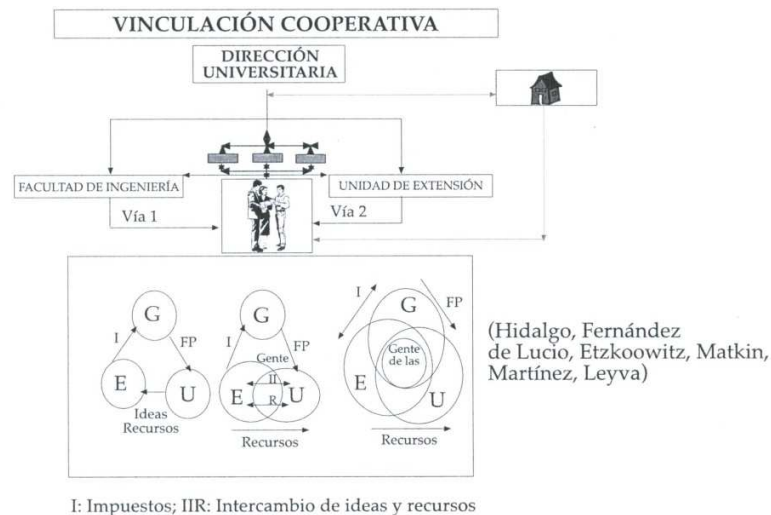 VINCULACIÓN COOPERATIVA
DIRECCIÓN
UNIVERSITARIA
FACULTAD DE INGENIERÍA
UNIDAD DE EXTENSIÓN
Vía 1
Vía 2
G
I
FP
E
U
Ideas
Recursos
G
I
FP
Gente
II
E
R
U
Recursos
I
G
FP
Gente
de las
E
U
Recursos
(Hidalgo, Fernández
de Lucio, Etzkoowitz, Matkin,
Martínez, Leyva)
I: Impuestos; IIR: Intercambio de ideas y recursos